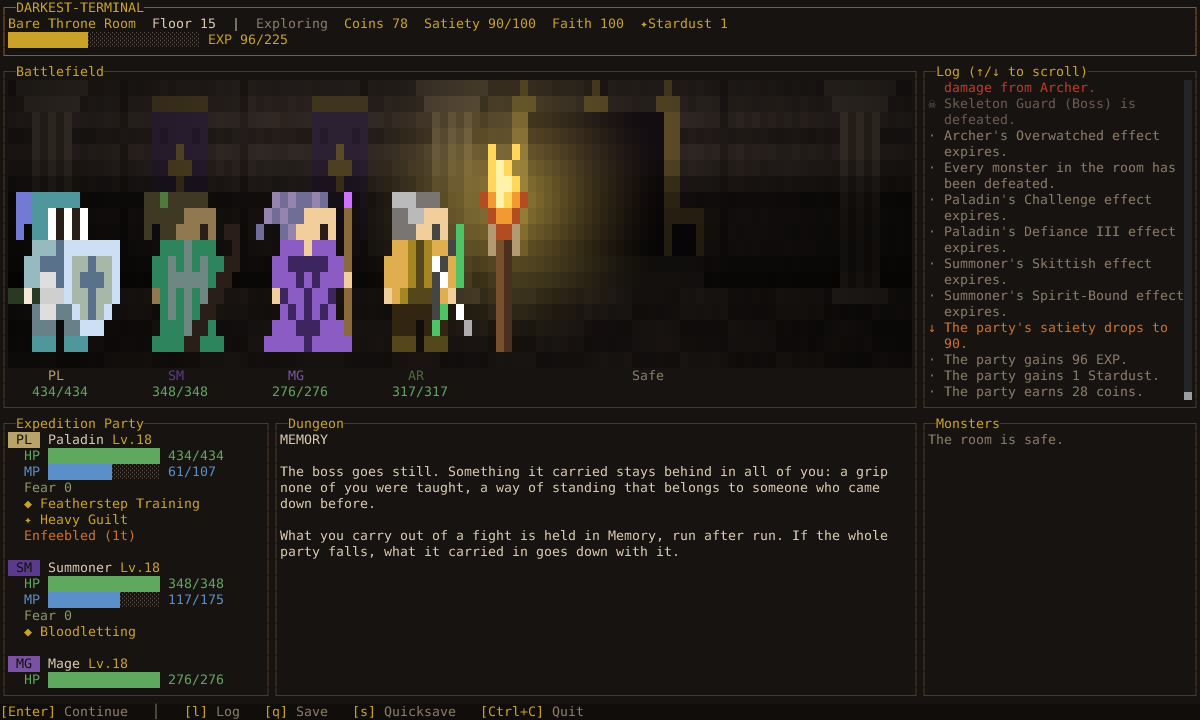 DARKEST-TERMINAL
Bare Throne Room  Floor 15  |  Exploring  Coins 78  Satiety 90/100  Faith 100  ✦Stardust 1
EXP 96/225
Battlefield
PL SM MG AR Safe
434/434 348/348 276/276 317/317
Log (↑/↓ to scroll)
damage from Archer.
☠ Skeleton Guard (Boss) is
defeated.
· Archer's Overwatched effect
expires.
· Every monster in the room has
been defeated.
· Paladin's Challenge effect
expires.
· Paladin's Defiance III effect
expires.
· Summoner's Skittish effect
expires.
· Summoner's Spirit-Bound effect
expires.
↓ The party's satiety drops to
90.
· The party gains 96 EXP.
· The party gains 1 Stardust.
· The party earns 28 coins.
Expedition Party
PL Paladin Lv.18
HP 434/434
MP 61/107
Fear 0
◆ Featherstep Training
✦ Heavy Guilt
Enfeebled (1t)
SM Summoner Lv.18
HP 348/348
MP 117/175
Fear 0
◆ Bloodletting
MG Mage Lv.18
HP 276/276
Dungeon
MEMORY
The boss goes still. Something it carried stays behind in all of you: a grip
none of you were taught, a way of standing that belongs to someone who came
down before.
What you carry out of a fight is held in Memory, run after run. If the whole
party falls, what it carried in goes down with it.
Monsters
The room is safe.
[Enter] Continue | [l] Log [q] Save [s] Quicksave [Ctrl+C] Quit